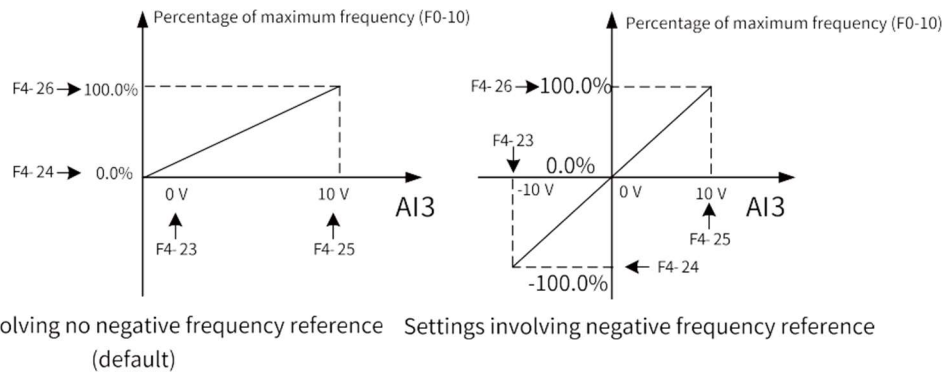 Percentage of maximum frequency (F0-10)
F4-26 100.0%
F4-24 0.0%
0 V 10 V
AI3
F4-23 F4-25
olving no negative frequency reference
(default)
Percentage of maximum frequency (F0-10)
F4-26 100.0%
F4-23
0.0%
-10 V 0 V 10 V
AI3
F4-25
F4-24
-100.0%
Settings involving negative frequency reference